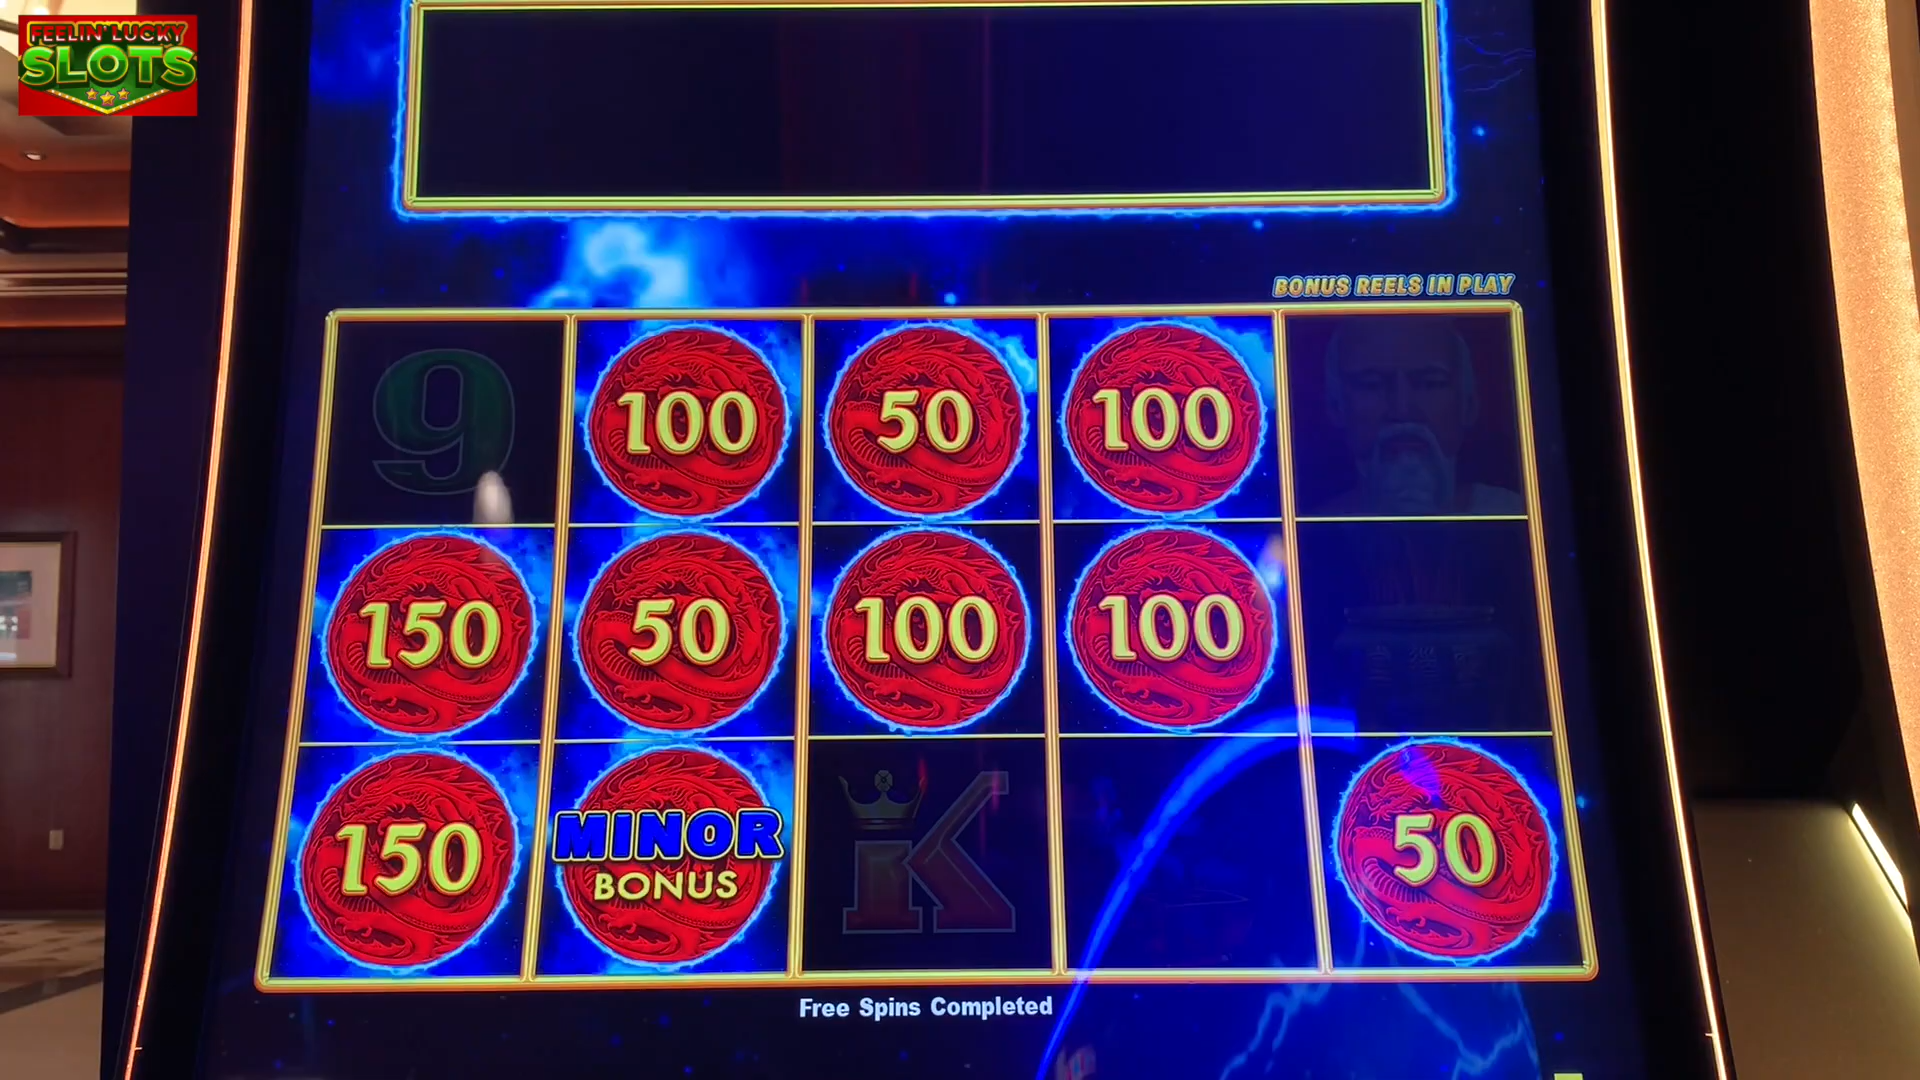 FEELIN' LUCKY
SLOTS
BONUS REELS IN PLAY
9
100
50
100
150
50
100
100
150
MINOR
BONUS
K
50
Free Spins Completed